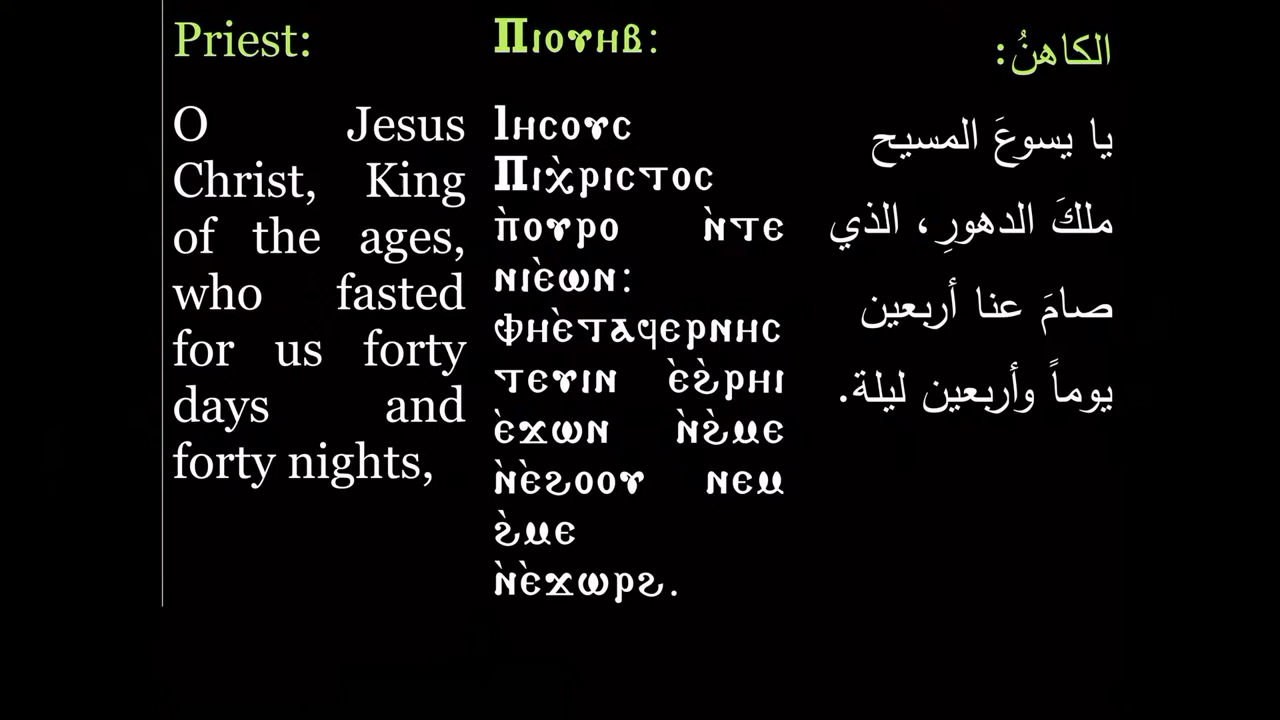 Priest:
O Jesus
Christ, King
of the ages,
who fasted
for us forty
days and
forty nights,
Ⲡⲓⲟⲩⲏⲃ:
Ⲓⲏⲥⲟⲩⲥ
Ⲡⲓⲭ̀ⲣⲓⲥⲧⲟⲥ
ⲡ̀ⲟⲩⲣⲟ ⲛ̀ⲧⲉ
ⲛⲓⲉ̀ⲱⲛ:
ⲫⲏⲉ̀ⲧⲁϥⲉⲣⲛⲏⲥ
ⲧⲉⲩⲓⲛ ⲉ̀ϩ̀ⲣⲏⲓ
ⲉ̀ϫⲱⲛ ⲛ̀ϩ̀ⲙⲉ
ⲛ̀ⲉ̀ϩⲟⲟⲩ ⲛⲉⲙ
ϩ̀ⲙⲉ
ⲛ̀ⲉ̀ϫⲱⲣϩ.
الكاهنُ:
يا يسوعَ المسيح
ملكَ الدهورِ، الذي
صامَ عنا أربعين
يوماً وأربعين ليلة.